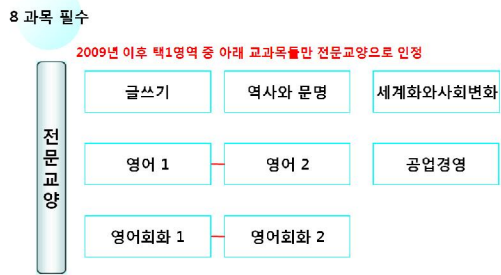 8 과목 필수
2009년 이후 택1영역 중 아래 교과목들만 전문교양으로 인정
전문교양
글쓰기 역사와 문명 세계화와사회변화
영어 1 영어 2 공업경영
영어회화 1 영어회화 2